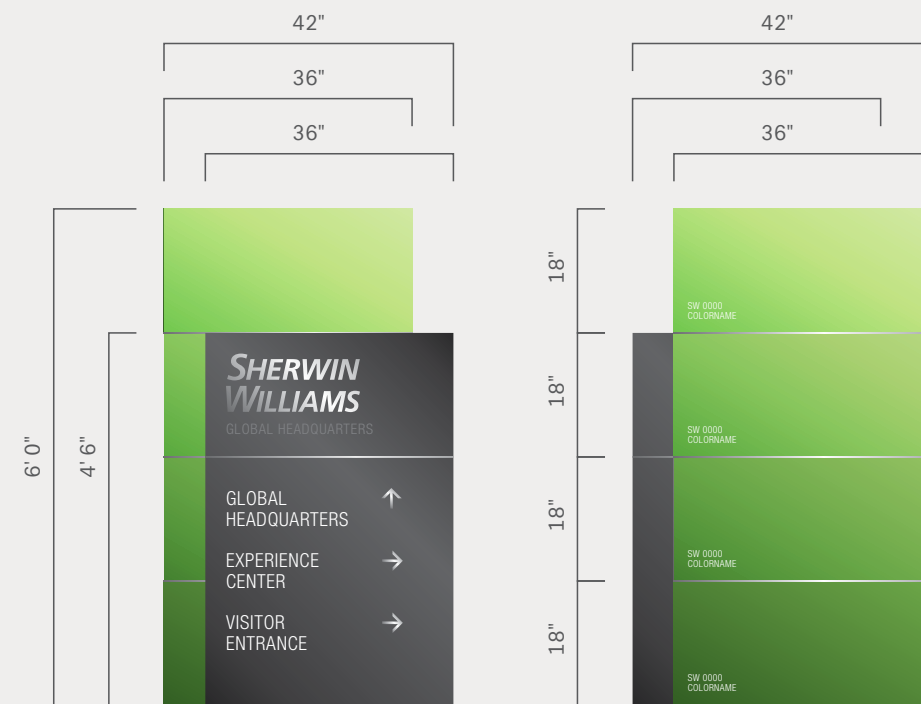 42"
36"
36"
6' 0"
4' 6"
SHERWIN
WILLIAMS
GLOBAL HEADQUARTERS
GLOBAL
HEADQUARTERS
EXPERIENCE
CENTER
VISITOR
ENTRANCE
42"
36"
36"
18"
18"
18"
18"
SW 0000
COLORNAME
SW 0000
COLORNAME
SW 0000
COLORNAME
SW 0000
COLORNAME